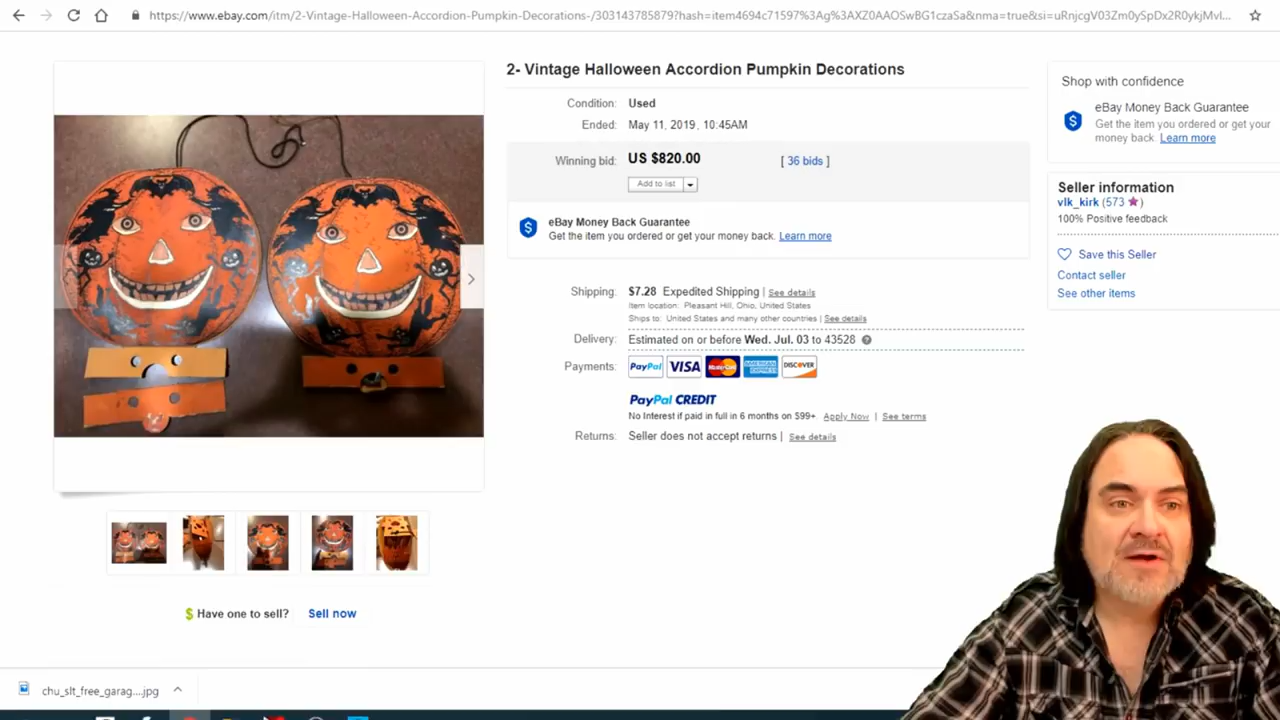 https://www.ebay.com/itm/2-Vintage-Halloween-Accordion-Pumpkin-Decorations-/303143785879?hash=item4694c71597%3Ag%3AXZ0AAOSwBG1czaSa&nma=true&si=uRnjcgV03Zm0ySpDx2R0ykjMvl...
2- Vintage Halloween Accordion Pumpkin Decorations
Condition: Used
Ended: May 11, 2019 , 10:45AM
Winning bid: US $820.00 [ 36 bids ]
Add to list
eBay Money Back Guarantee
Get the item you ordered or get your money back. Learn more
Shipping: $7.28 Expedited Shipping | See details
Item location: Pleasant Hill, Ohio, United States
Ships to: United States and many other countries | See details
Delivery: Estimated on or before Wed. Jul. 03 to 43528
Payments: PayPal VISA MasterCard AMERICAN EXPRESS DISCOVER
PayPal CREDIT
No Interest if paid in full in 6 months on $99+ Apply Now | See terms
Returns: Seller does not accept returns | See details
Shop with confidence
eBay Money Back Guarantee
Get the item you ordered or get your
money back. Learn more
Seller information
vlk_kirk (573 )
100% Positive feedback
Save this Seller
Contact seller
See other items
$ Have one to sell? Sell now
chu_slt_free_garag....jpg